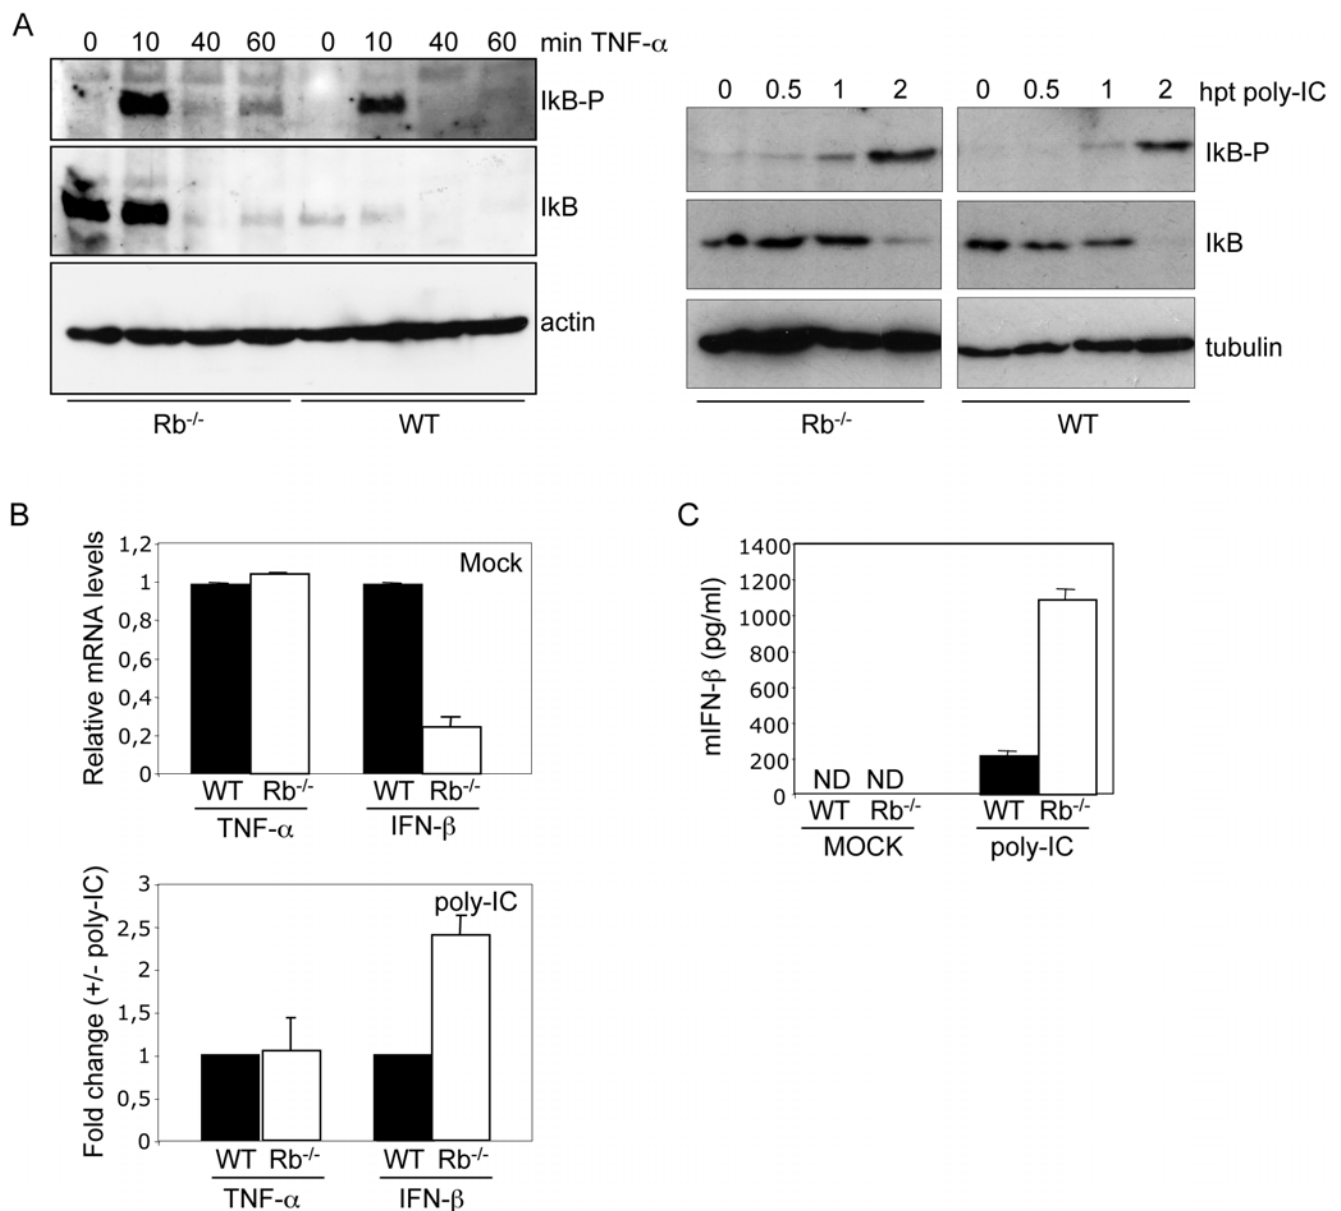 A
0 10 40 60 0 10 40 60 min TNF-α
IkB-P
IkB
actin
Rb-/- WT
0 0.5 1 2 0 0.5 1 2 hpt poly-IC
IkB-P
IkB
tubulin
Rb-/- WT
B
Relative mRNA levels
1,2
1
0,8
0,6
0,4
0,2
0
Mock
WT Rb-/- WT Rb-/-
TNF-α IFN-β
Fold change (+/- poly-IC)
3
2,5
2
1,5
1
0,5
0
poly-IC
WT Rb-/- WT Rb-/-
TNF-α IFN-β
C
mIFN-β (pg/ml)
1400
1200
1000
800
600
400
200
0
ND ND
WT Rb-/- WT Rb-/-
MOCK poly-IC